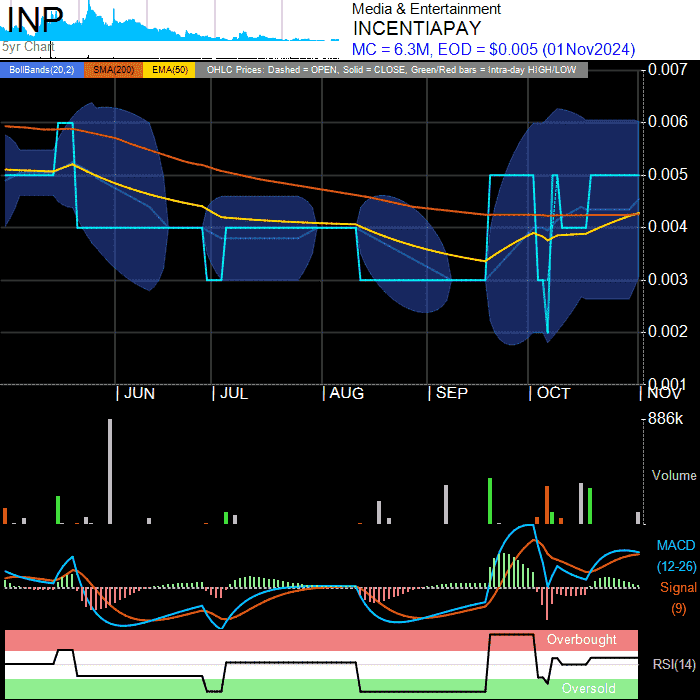 INP
5yr Chart
Media & Entertainment
INCENTIAPAY
MC = 6.3M, EOD = $0.005 (01Nov2024)
BollBands(20,2) SMA(200) EMA(50) OHLC Prices: Dashed = OPEN, Solid = CLOSE, Green/Red bars = Intra-day HIGH/LOW
0.007
0.006
0.005
0.004
0.003
0.002
0.001
JUN JUL AUG SEP OCT NOV
886k
Volume
MACD
(12-26)
Signal
(9)
Overbought
RSI(14)
Oversold